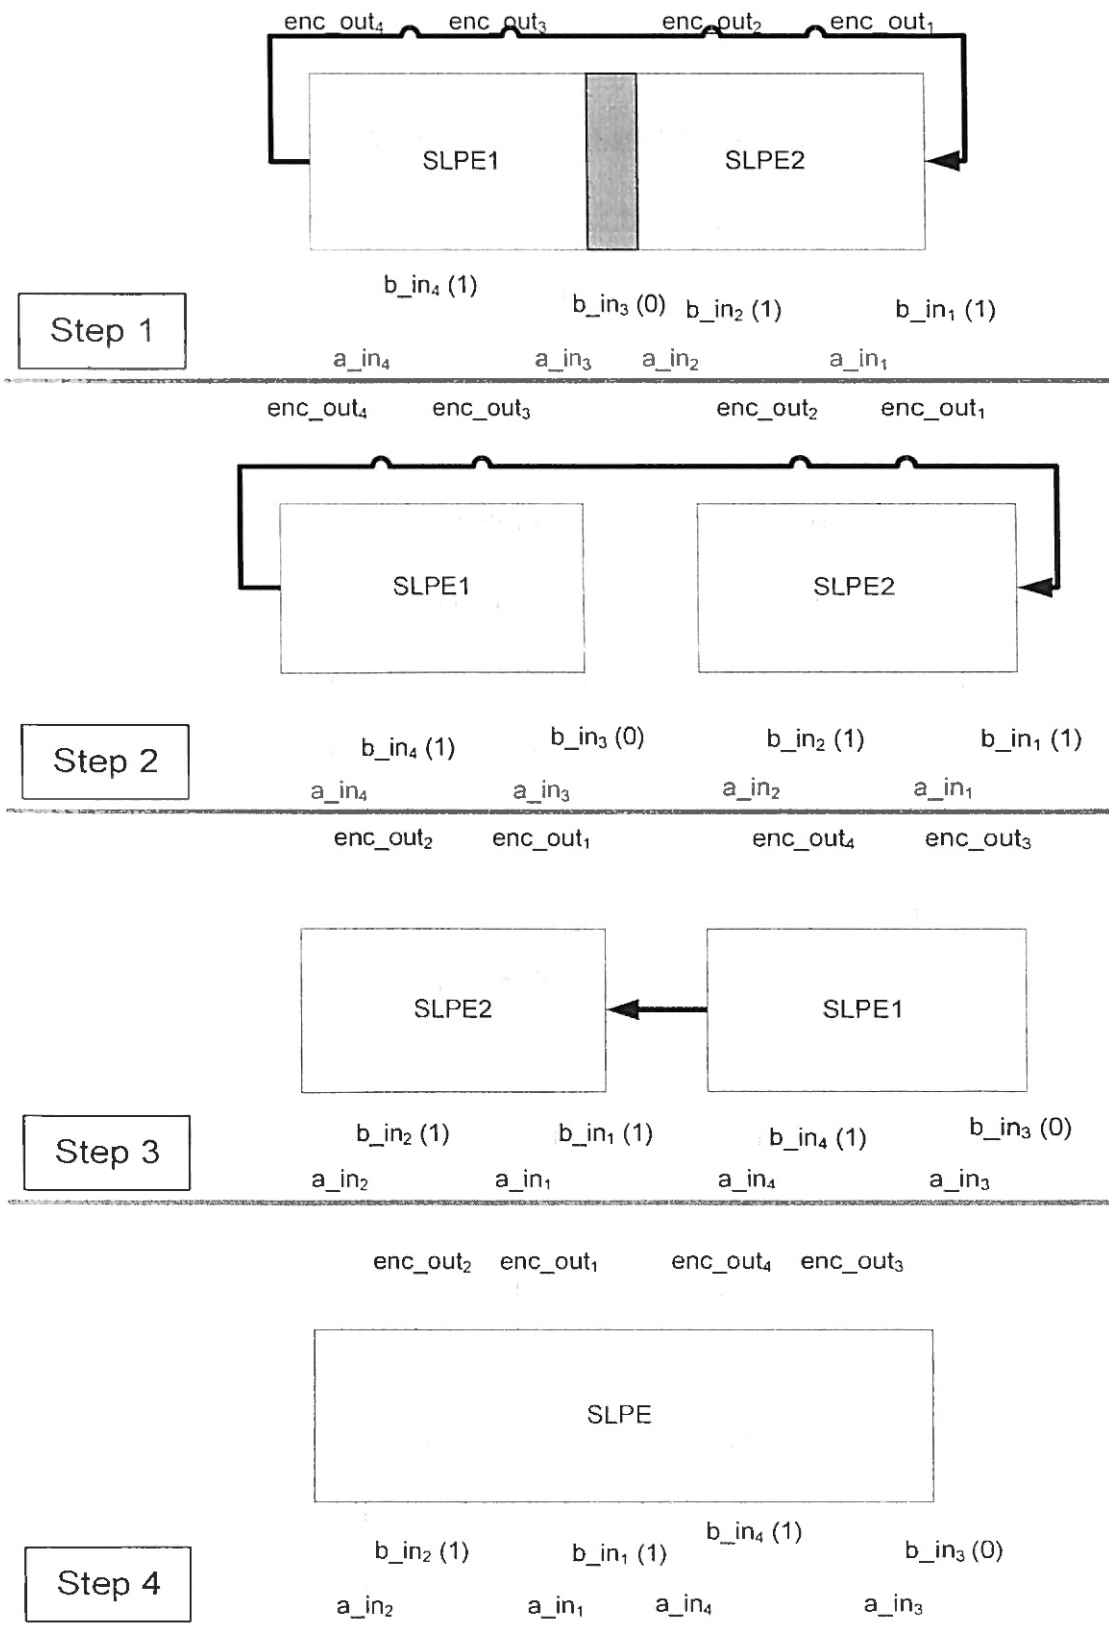 enc_out₄ enc_out₃ enc_out₂ enc_out₁
SLPE1 SLPE2
b_in₄ (1) b_in₃ (0) b_in₂ (1) b_in₁ (1)
Step 1
a_in₄ a_in₃ a_in₂ a_in₁
enc_out₄ enc_out₃ enc_out₂ enc_out₁
SLPE1 SLPE2
b_in₄ (1) b_in₃ (0) b_in₂ (1) b_in₁ (1)
Step 2
a_in₄ a_in₃ a_in₂ a_in₁
enc_out₂ enc_out₁ enc_out₄ enc_out₃
SLPE2 SLPE1
b_in₂ (1) b_in₁ (1) b_in₄ (1) b_in₃ (0)
Step 3
a_in₂ a_in₁ a_in₄ a_in₃
enc_out₂ enc_out₁ enc_out₄ enc_out₃
SLPE
b_in₂ (1) b_in₁ (1) b_in₄ (1) b_in₃ (0)
Step 4
a_in₂ a_in₁ a_in₄ a_in₃